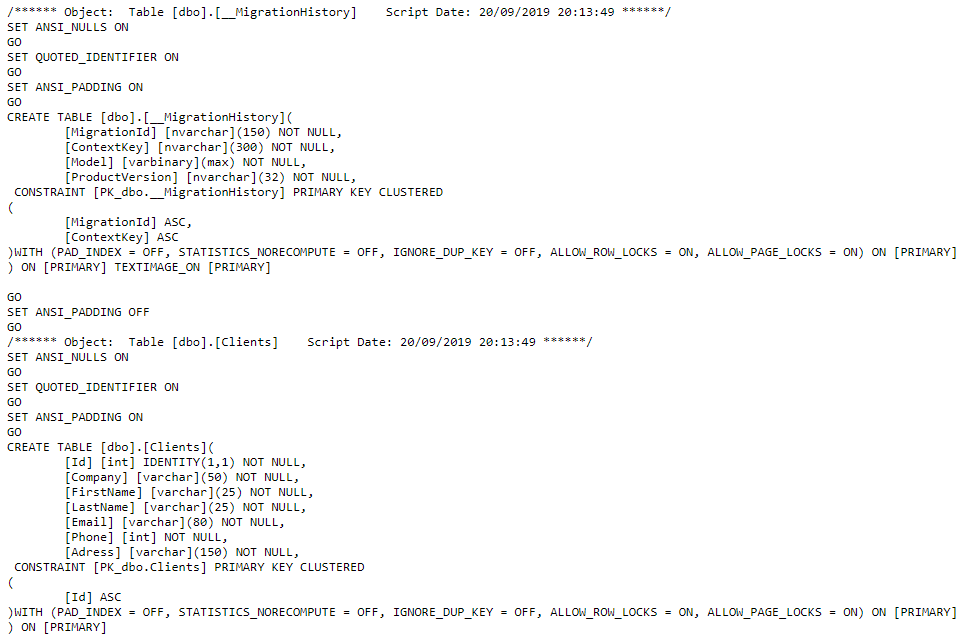 /****** Object:  Table [dbo].[__MigrationHistory]    Script Date: 20/09/2019 20:13:49 ******/
SET ANSI_NULLS ON
GO
SET QUOTED_IDENTIFIER ON
GO
SET ANSI_PADDING ON
GO
CREATE TABLE [dbo].[__MigrationHistory](
	[MigrationId] [nvarchar](150) NOT NULL,
	[ContextKey] [nvarchar](300) NOT NULL,
	[Model] [varbinary](max) NOT NULL,
	[ProductVersion] [nvarchar](32) NOT NULL,
 CONSTRAINT [PK_dbo.__MigrationHistory] PRIMARY KEY CLUSTERED
(
	[MigrationId] ASC,
	[ContextKey] ASC
)WITH (PAD_INDEX = OFF, STATISTICS_NORECOMPUTE = OFF, IGNORE_DUP_KEY = OFF, ALLOW_ROW_LOCKS = ON, ALLOW_PAGE_LOCKS = ON) ON [PRIMARY]
) ON [PRIMARY] TEXTIMAGE_ON [PRIMARY]

GO
SET ANSI_PADDING OFF
GO
/****** Object:  Table [dbo].[Clients]    Script Date: 20/09/2019 20:13:49 ******/
SET ANSI_NULLS ON
GO
SET QUOTED_IDENTIFIER ON
GO
SET ANSI_PADDING ON
GO
CREATE TABLE [dbo].[Clients](
	[Id] [int] IDENTITY(1,1) NOT NULL,
	[Company] [varchar](50) NOT NULL,
	[FirstName] [varchar](25) NOT NULL,
	[LastName] [varchar](25) NOT NULL,
	[Email] [varchar](80) NOT NULL,
	[Phone] [int] NOT NULL,
	[Adress] [varchar](150) NOT NULL,
 CONSTRAINT [PK_dbo.Clients] PRIMARY KEY CLUSTERED
(
	[Id] ASC
)WITH (PAD_INDEX = OFF, STATISTICS_NORECOMPUTE = OFF, IGNORE_DUP_KEY = OFF, ALLOW_ROW_LOCKS = ON, ALLOW_PAGE_LOCKS = ON) ON [PRIMARY]
) ON [PRIMARY]